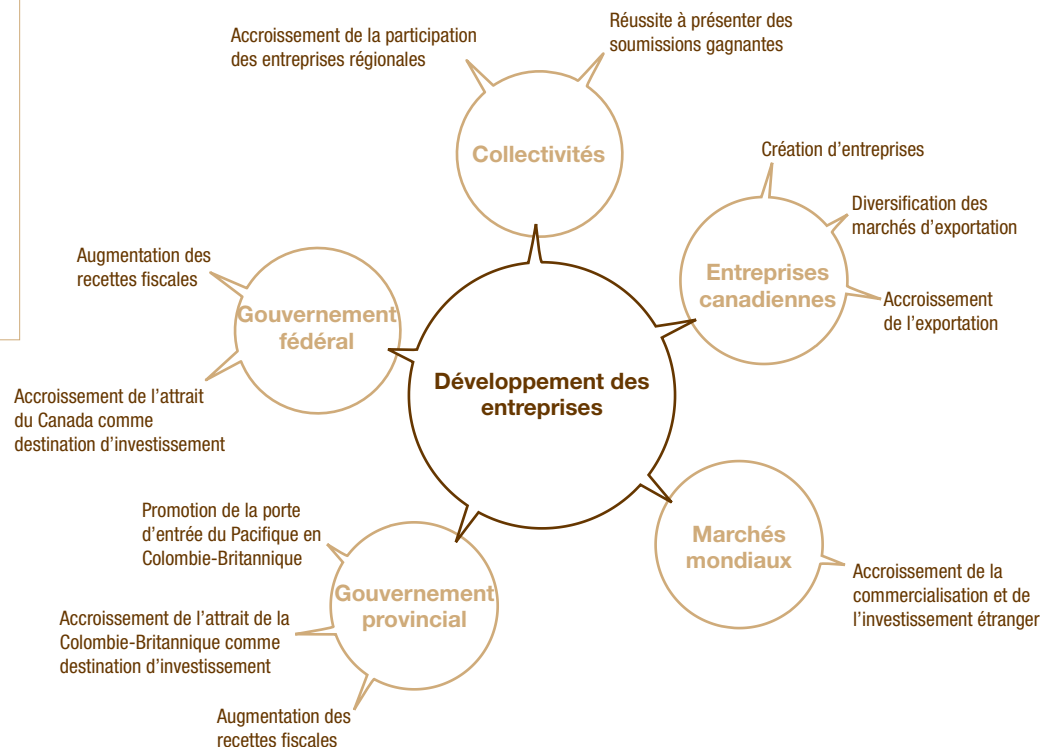 Réussite à présenter des
soumissions gagnantes
Accroissement de la participation
des entreprises régionales
Collectivités
Création d'entreprises
Diversification des
marchés d'exportation
Entreprises
canadiennes
Accroissement
de l'exportation
Augmentation des
recettes fiscales
Gouvernement
fédéral
Accroissement de l'attrait
du Canada comme
destination d'investissement
Développement des
entreprises
Promotion de la porte
d'entrée du Pacifique en
Colombie-Britannique
Gouvernement
provincial
Accroissement de l'attrait de la
Colombie-Britannique comme
destination d'investissement
Augmentation des
recettes fiscales
Marchés
mondiaux
Accroissement de la
commercialisation et de
l'investissement étranger